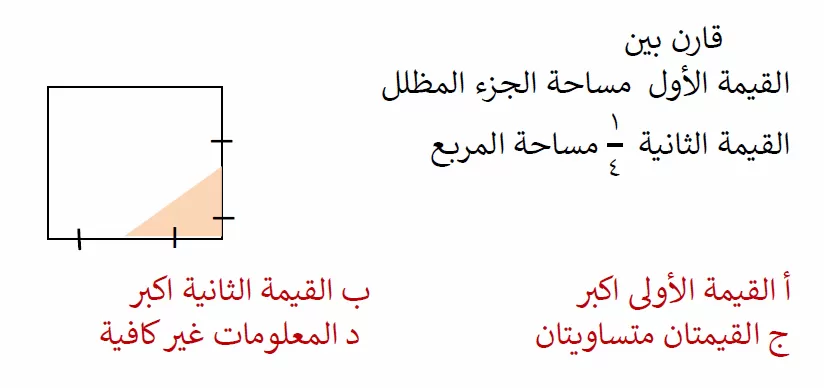 قارن بين
القيمة الأول مساحة الجزء المظلل
القيمة الثانية ١/٤ مساحة المربع
أ القيمة الأولى اكبر ب القيمة الثانية اكبر
ج القيمتان متساويتان د المعلومات غير كافية